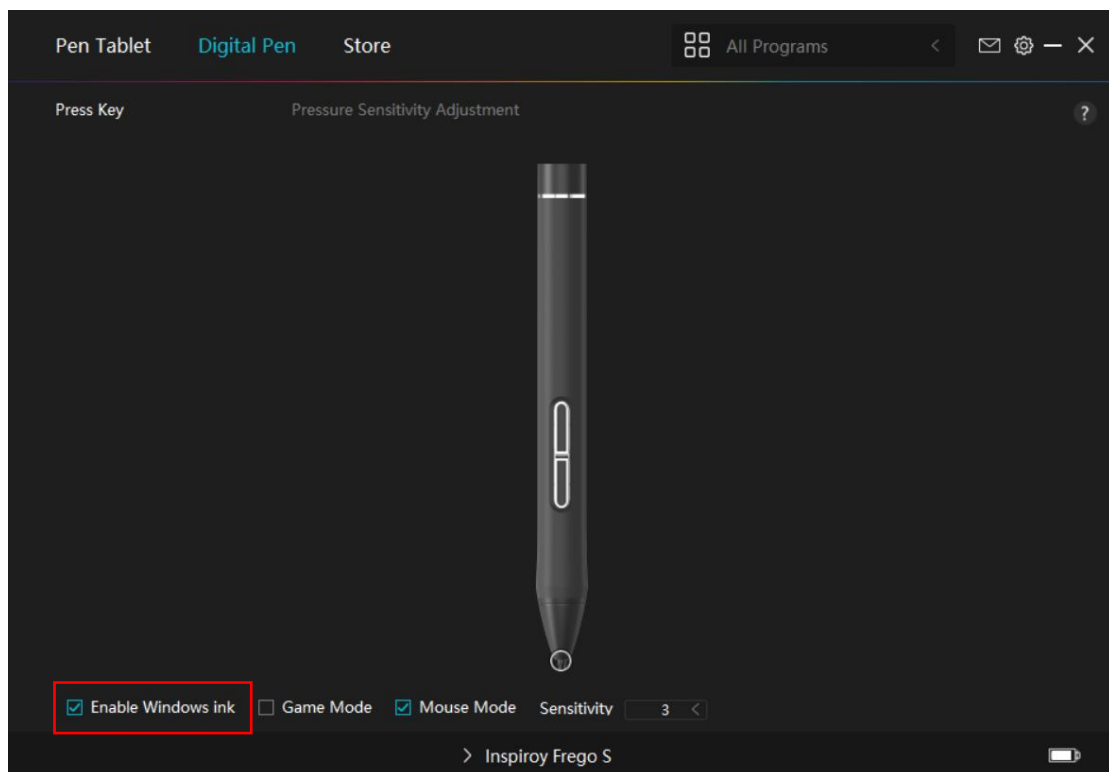 Pen Tablet Digital Pen Store All Programs
Press Key Pressure Sensitivity Adjustment ?
Enable Windows ink Game Mode Mouse Mode Sensitivity 3
Inspiroy Frego S